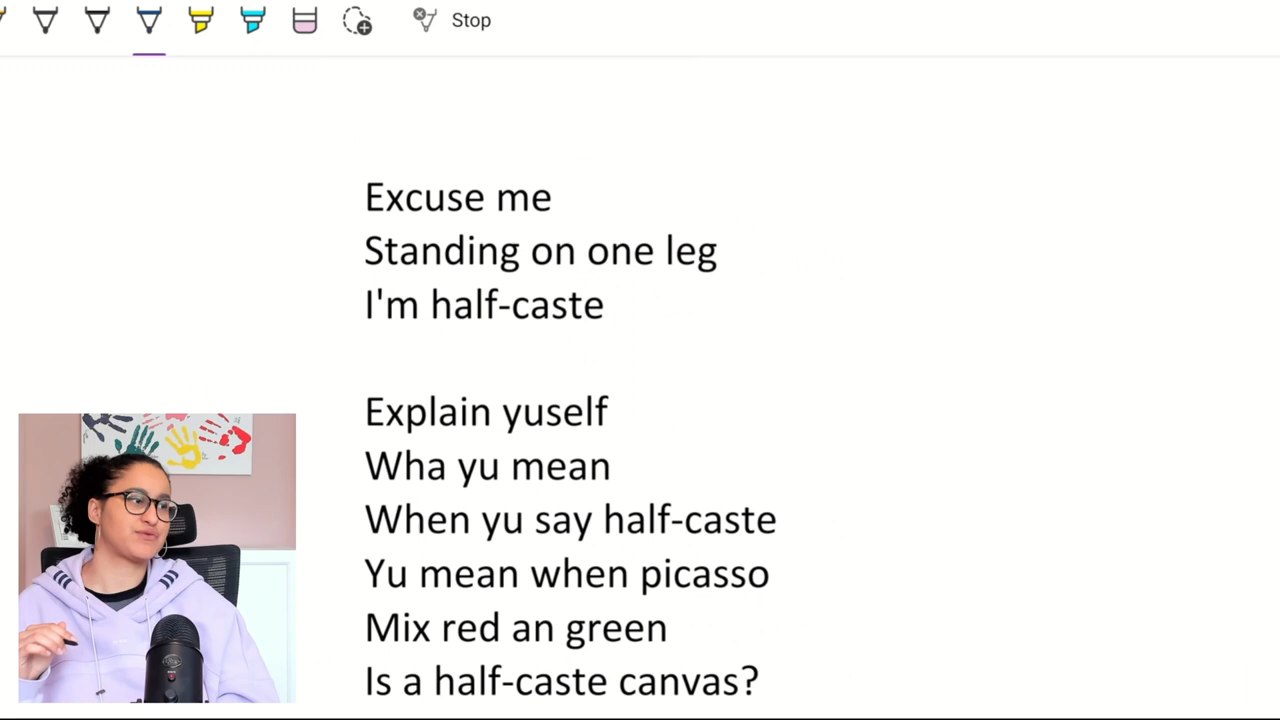 Stop
Excuse me
Standing on one leg
I'm half-caste
Explain yuself
Wha yu mean
When yu say half-caste
Yu mean when picasso
Mix red an green
Is a half-caste canvas?